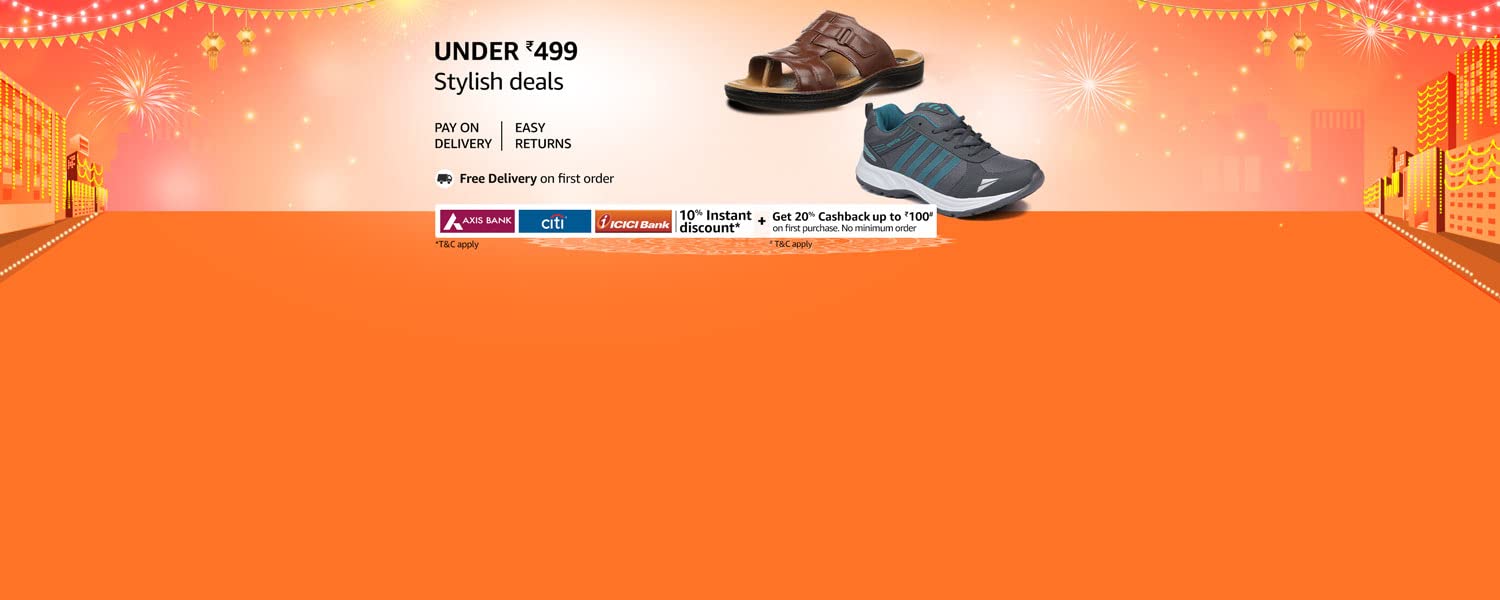 UNDER ₹499
Stylish deals
PAY ON DELIVERY | EASY RETURNS
Free Delivery on first order
AXIS BANK citi ICICI Bank 10% Instant discount* + Get 20% Cashback up to ₹100# on first purchase. No minimum order
*T&C apply # T&C apply